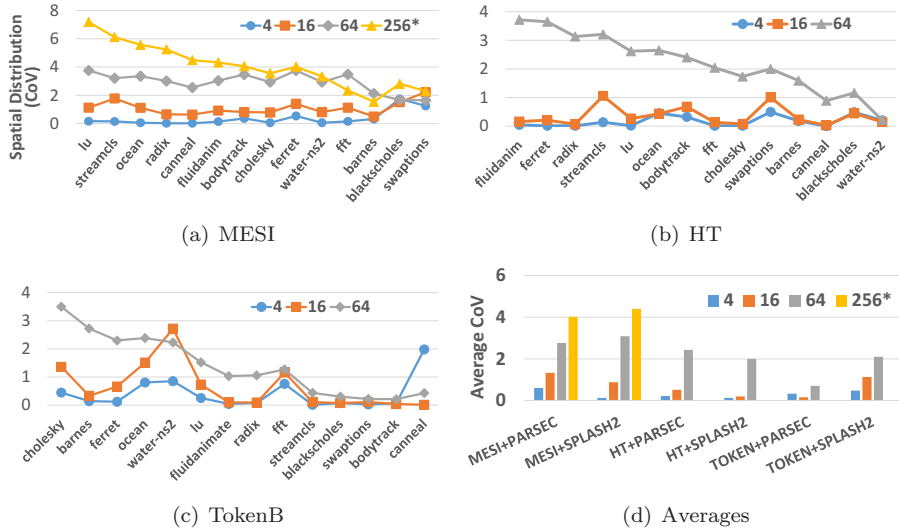 Spatial Distribution
(CoV)
8
6
4
2
0
4 16 64 256*
lu
streamcls
ocean
radix
canneal
fluidanim
bodytrack
cholesky
ferret
water-ns2
fft
barnes
blackscholes
swaptions
(a) MESI
4
3
2
1
0
4 16 64
fluidanim
ferret
radix
streamcls
lu
ocean
bodytrack
fft
cholesky
swaptions
barnes
canneal
blackscholes
water-ns2
(b) HT
4
3
2
1
0
4 16 64
cholesky
barnes
ferret
ocean
water-ns2
lu
fluidanimate
radix
fft
streamcls
blackscholes
swaptions
bodytrack
canneal
(c) TokenB
Average CoV
6
4
2
0
4 16 64 256*
MESI+PARSEC
MESI+SPLASH2
HT+PARSEC
HT+SPLASH2
TOKEN+PARSEC
TOKEN+SPLASH2
(d) Averages